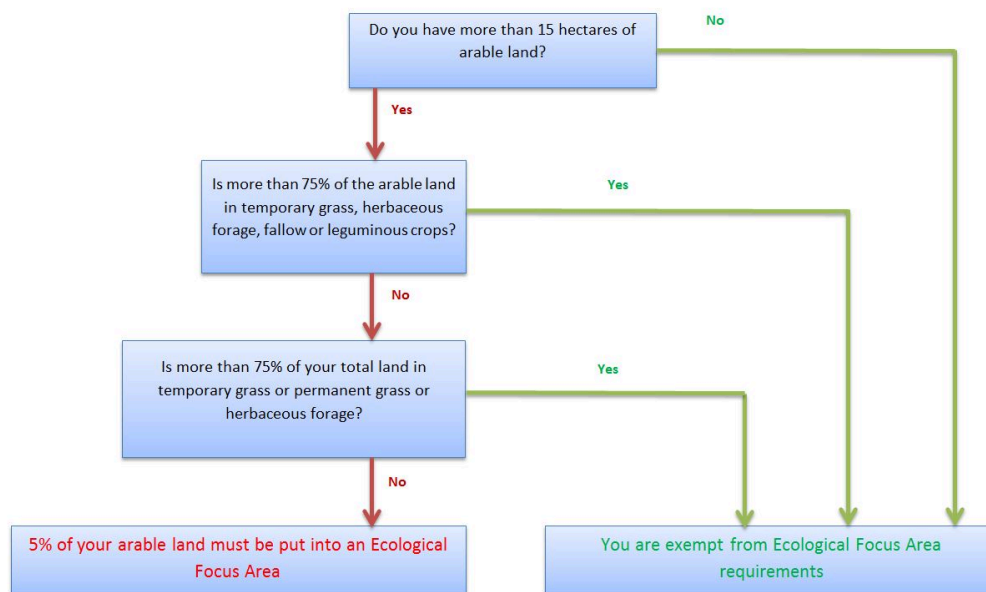 Do you have more than 15 hectares of
arable land?
No
Yes
Is more than 75% of the arable land
in temporary grass, herbaceous
forage, fallow or leguminous crops?
Yes
No
Is more than 75% of your total land in
temporary grass or permanent grass or
herbaceous forage?
Yes
No
5% of your arable land must be put into an Ecological
Focus Area
You are exempt from Ecological Focus Area
requirements